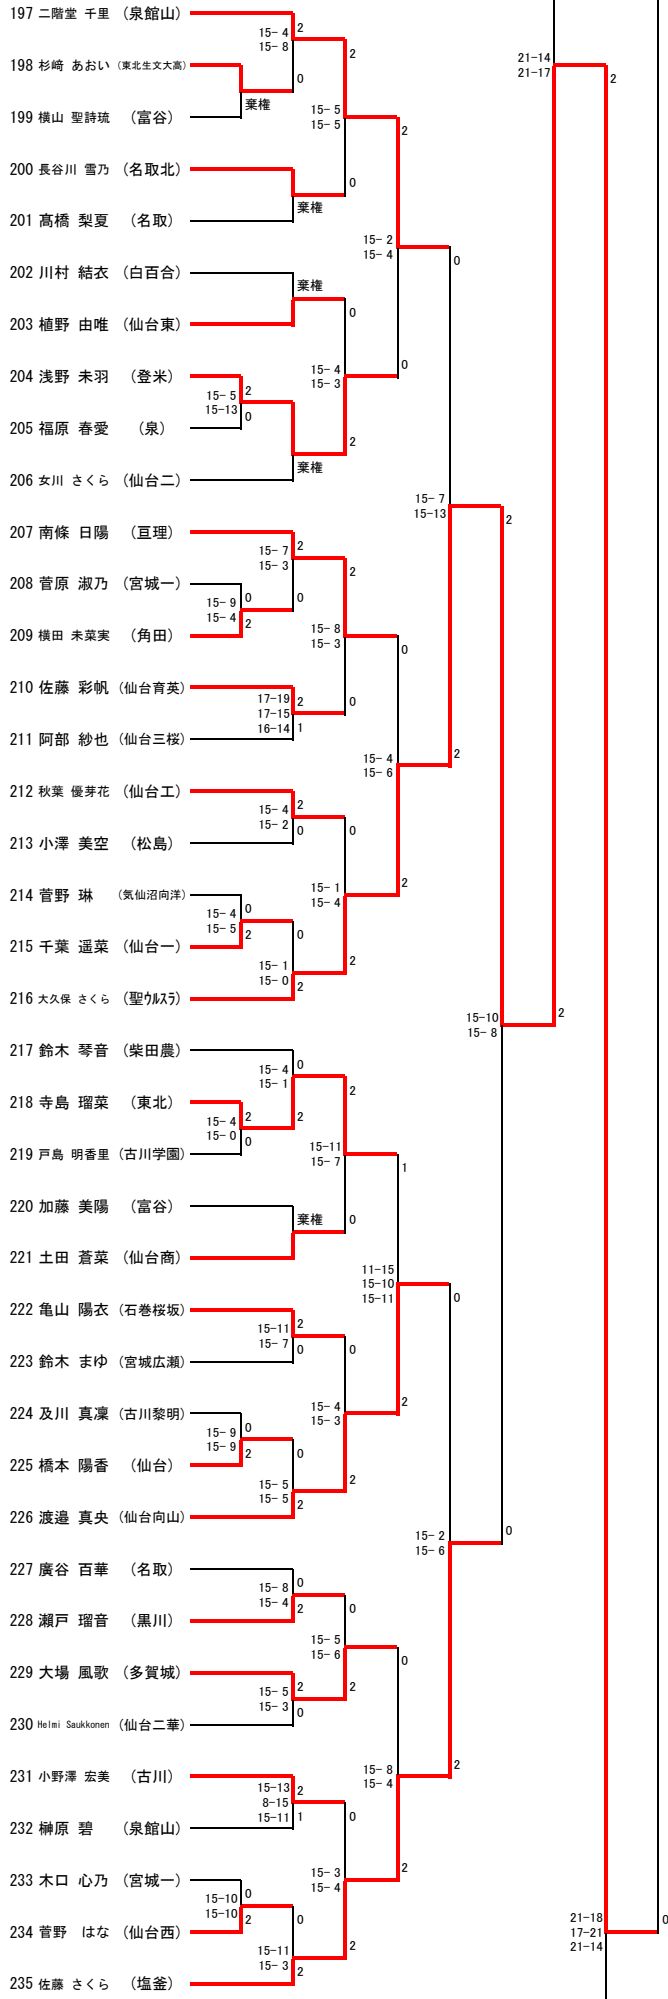 197 二階堂 千里 (泉館山)
15- 4 2
15- 8
2
21-14
21-17
2
198 杉﨑 あおい (東北生文大高)
0
棄権
199 横山 聖詩琉 (富谷)
15- 5
15- 5
2
200 長谷川 雪乃 (名取北)
0
棄権
201 髙橋 梨夏 (名取)
15- 2
15- 4
0
202 川村 結衣 (白百合)
棄権
0
203 植野 由唯 (仙台東)
15- 4
15- 3
0
204 浅野 未羽 (登米)
15- 5 2
15-13
0
205 福原 春愛 (泉)
2
棄権
206 女川 さくら (仙台二)
15- 7
15-13
2
207 南條 日陽 (亘理)
15- 7 2
15- 3
2
208 菅原 淑乃 (宮城一)
15- 9 0
15- 4
2
0
209 横田 未菜実 (角田)
15- 8
15- 3
0
210 佐藤 彩帆 (仙台育英)
17-19 2
17-15
16-14 1
0
211 阿部 紗也 (仙台三桜)
15- 4
15- 6
2
212 秋葉 優芽花 (仙台工)
15- 4 2
15- 2
0
0
213 小澤 美空 (松島)
15- 1
15- 4
2
214 菅野 琳 (気仙沼向洋)
15- 4 0
15- 5
2
0
215 千葉 遥菜 (仙台一)
15- 1
15- 0
2
2
216 大久保 さくら (聖ウルスラ)
15-10
15- 8
2
217 鈴木 琴音 (柴田農)
0
15- 4
15- 1
2
218 寺島 瑠菜 (東北)
15- 4 2
15- 0
0
2
219 戸島 明香里 (古川学園)
15-11
15- 7
1
220 加藤 美陽 (富谷)
棄権
0
221 土田 蒼菜 (仙台商)
11-15
15-10
15-11
0
222 亀山 陽衣 (石巻桜坂)
15-11 2
15- 7
0
0
223 鈴木 まゆ (宮城広瀬)
15- 4
15- 3
2
224 及川 真凜 (古川黎明)
15- 9 0
15- 9
2
0
225 橋本 陽香 (仙台)
15- 5
15- 5
2
2
226 渡邉 真央 (仙台向山)
15- 2
15- 6
0
227 廣谷 百華 (名取)
15- 8 0
15- 4
2
0
228 瀬戸 瑠音 (黒川)
15- 5
15- 6
0
229 大場 風歌 (多賀城)
15- 5 2
15- 3
0
2
230 Helmi Saukkonen (仙台二華)
15- 8
15- 4
2
231 小野澤 宏美 (古川)
15-13 2
8-15
15-11 1
0
232 榊原 碧 (泉館山)
15- 3
15- 4
2
233 木口 心乃 (宮城一)
15-10 0
15-10
2
0
21-18
17-21
21-14
0
234 菅野 はな (仙台西)
15-11
15- 3
2
2
235 佐藤 さくら (塩釜)